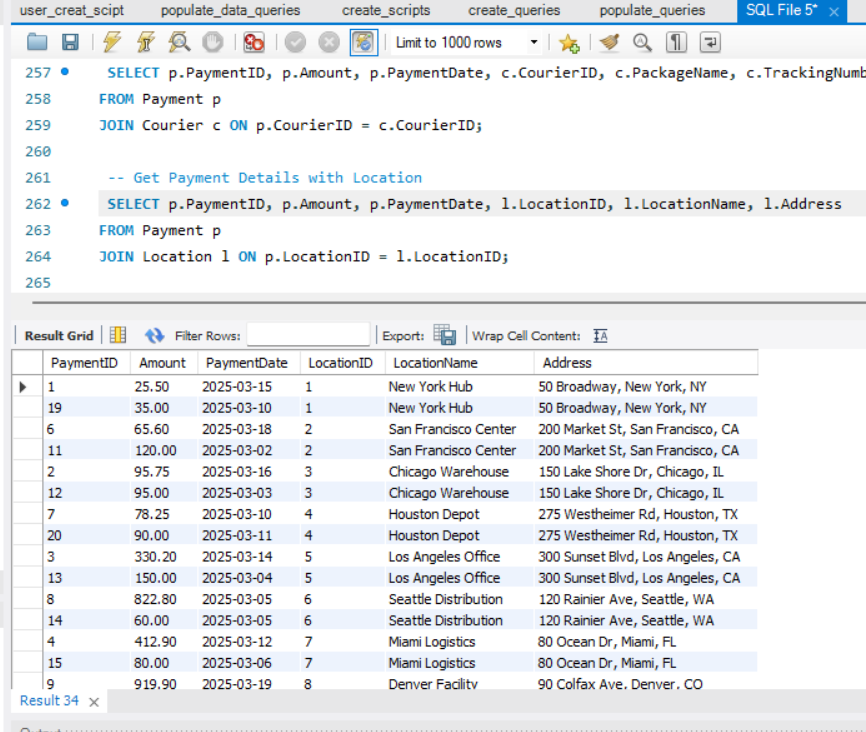 user_creat_scipt populate_data_queries create_scripts create_queries populate_queries SQL File 5* ×
Limit to 1000 rows
257 SELECT p.PaymentID, p.Amount, p.PaymentDate, c.CourierID, c.PackageName, c.TrackingNumb
258 FROM Payment p
259 JOIN Courier c ON p.CourierID = c.CourierID;
260
261 -- Get Payment Details with Location
262 SELECT p.PaymentID, p.Amount, p.PaymentDate, l.LocationID, l.LocationName, l.Address
263 FROM Payment p
264 JOIN Location l ON p.LocationID = l.LocationID;
265
Result Grid Filter Rows: Export: Wrap Cell Content:
PaymentID Amount PaymentDate LocationID LocationName Address
1 25.50 2025-03-15 1 New York Hub 50 Broadway, New York, NY
19 35.00 2025-03-10 1 New York Hub 50 Broadway, New York, NY
6 65.60 2025-03-18 2 San Francisco Center 200 Market St, San Francisco, CA
11 120.00 2025-03-02 2 San Francisco Center 200 Market St, San Francisco, CA
2 95.75 2025-03-16 3 Chicago Warehouse 150 Lake Shore Dr, Chicago, IL
12 95.00 2025-03-03 3 Chicago Warehouse 150 Lake Shore Dr, Chicago, IL
7 78.25 2025-03-10 4 Houston Depot 275 Westheimer Rd, Houston, TX
20 90.00 2025-03-11 4 Houston Depot 275 Westheimer Rd, Houston, TX
3 330.20 2025-03-14 5 Los Angeles Office 300 Sunset Blvd, Los Angeles, CA
13 150.00 2025-03-04 5 Los Angeles Office 300 Sunset Blvd, Los Angeles, CA
8 822.80 2025-03-05 6 Seattle Distribution 120 Rainier Ave, Seattle, WA
14 60.00 2025-03-05 6 Seattle Distribution 120 Rainier Ave, Seattle, WA
4 412.90 2025-03-12 7 Miami Logistics 80 Ocean Dr, Miami, FL
15 80.00 2025-03-06 7 Miami Logistics 80 Ocean Dr, Miami, FL
9 919.90 2025-03-19 8 Denver Facility 90 Colfax Ave, Denver, CO
Result 34 ×